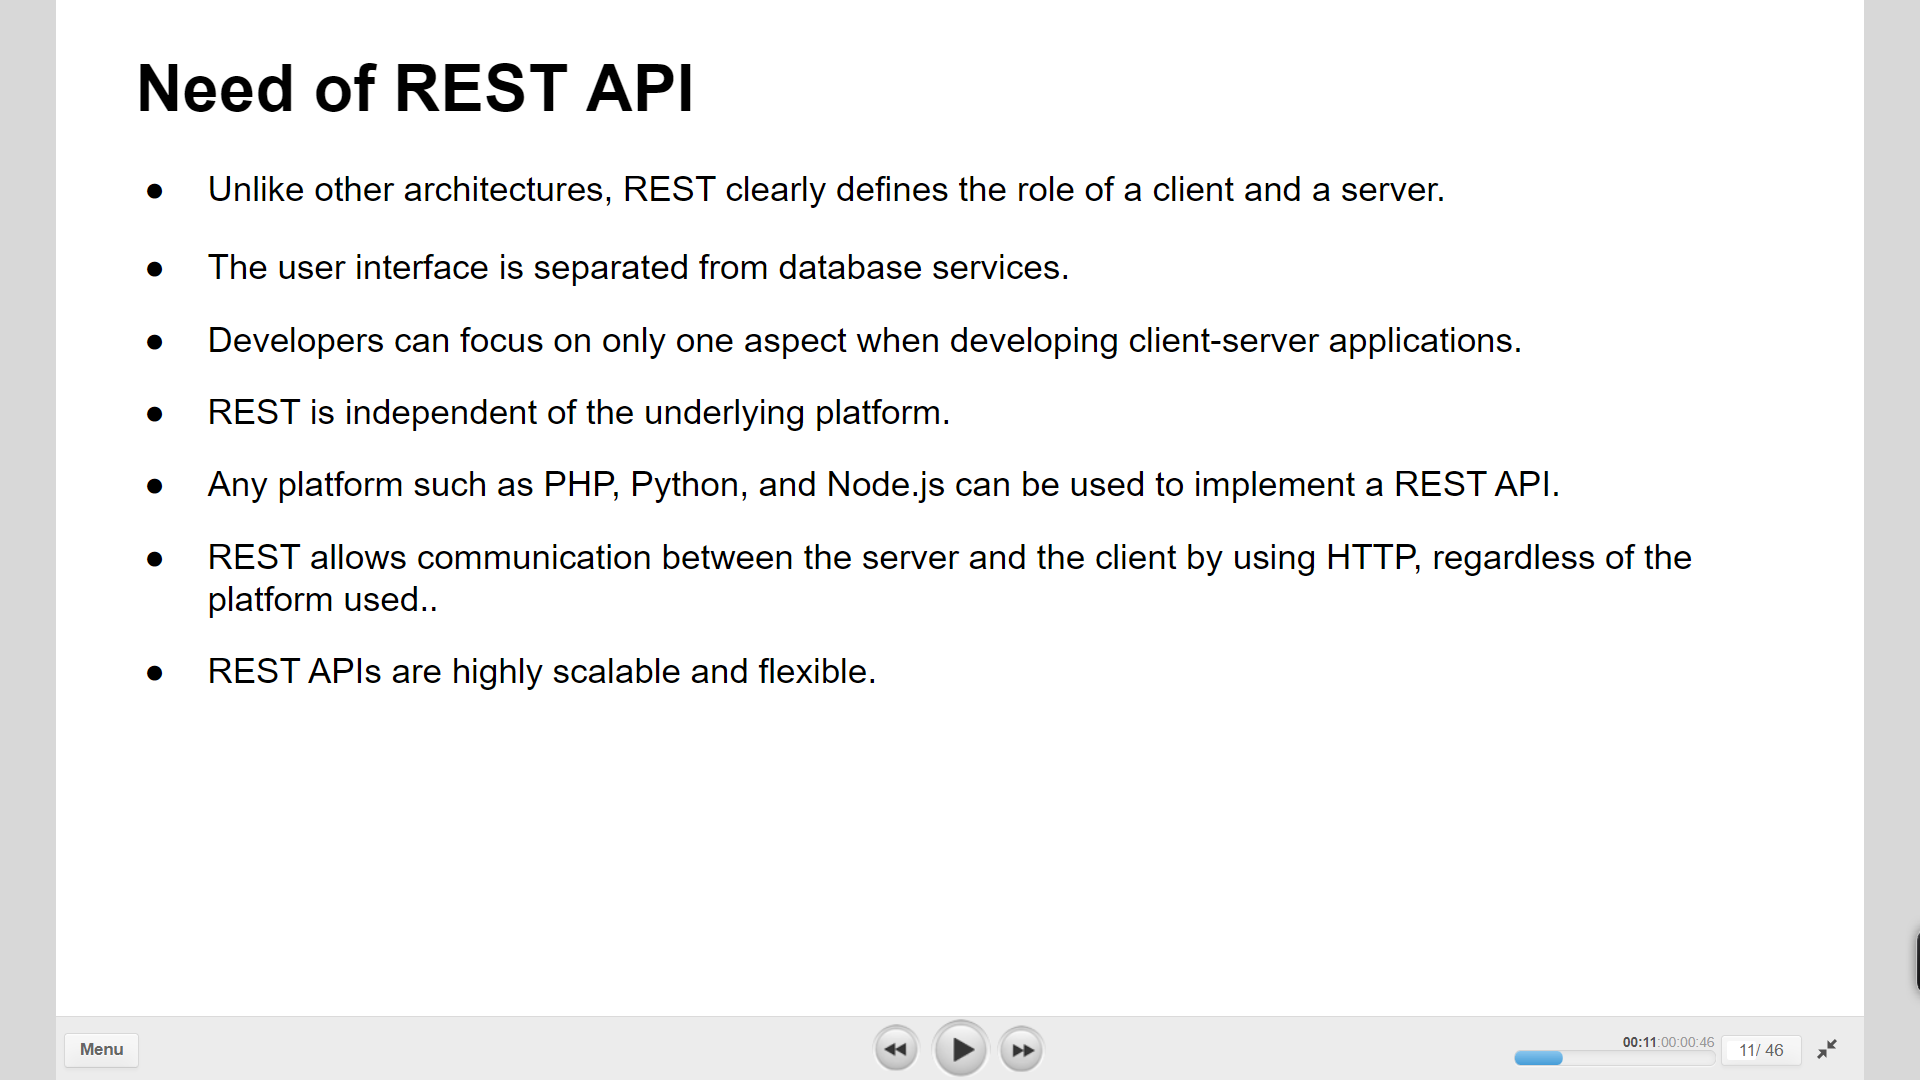 Need of REST API
● Unlike other architectures, REST clearly defines the role of a client and a server.
● The user interface is separated from database services.
● Developers can focus on only one aspect when developing client-server applications.
● REST is independent of the underlying platform.
● Any platform such as PHP, Python, and Node.js can be used to implement a REST API.
● REST allows communication between the server and the client by using HTTP, regardless of the
platform used..
● REST APIs are highly scalable and flexible.
Menu
00:11:00:00:46
11/ 46